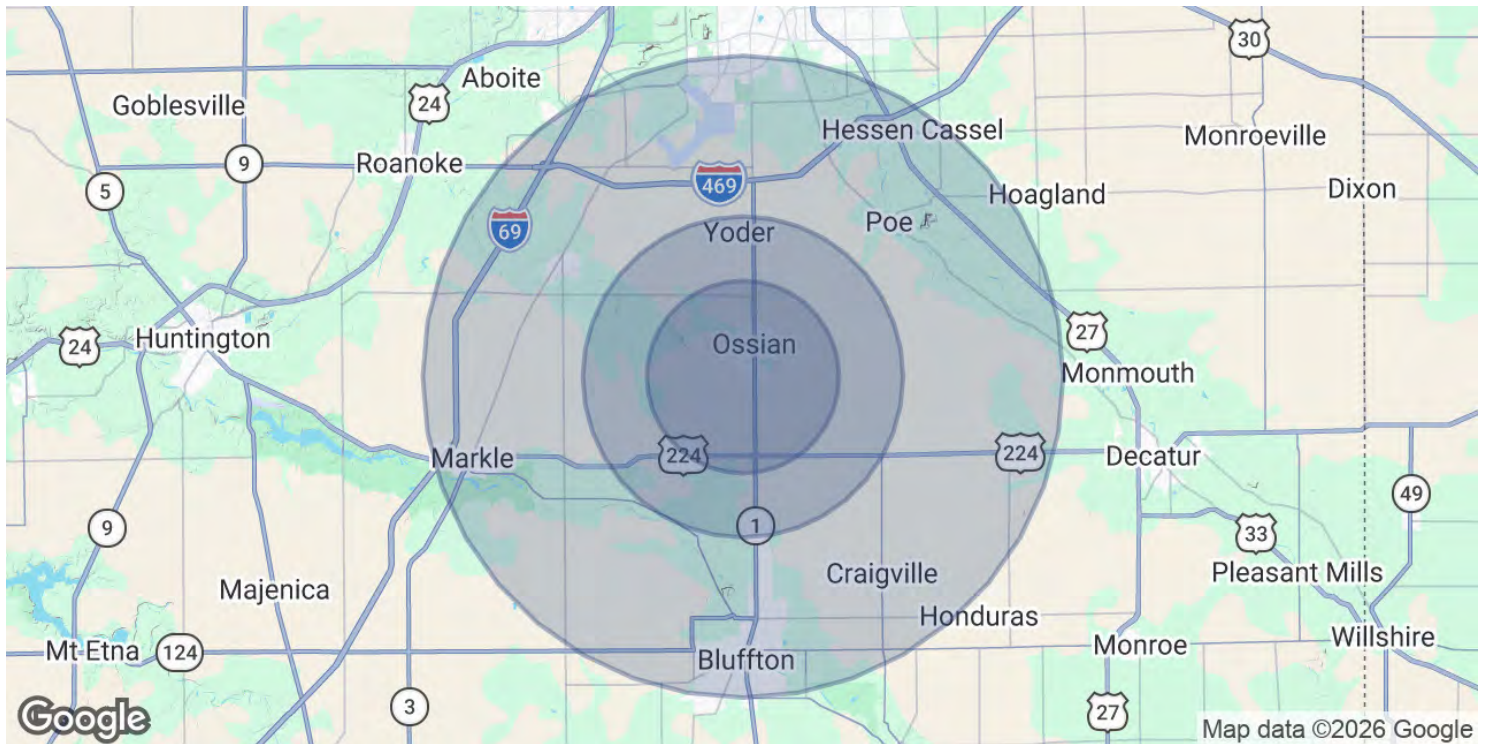 30
Aboite
24
Goblesville
Hessen Cassel
Monroeville
9
Roanoke
5
469
Dixon
Hoagland
69
Yoder
Poe
27
Huntington
24
Ossian
Monmouth
Markle
224
224
Decatur
49
9
1
33
Craigville
Pleasant Mills
Majenica
Honduras
Willshire
Mt Etna
124
Bluffton
Monroe
3
27
Google
Map data ©2026 Google